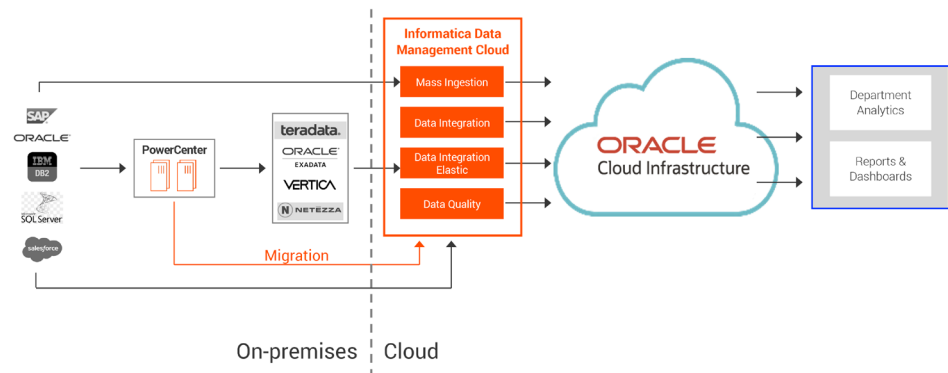 SAP
ORACLE
IBM
DB2
SQL Server
salesforce
PowerCenter
teradata.
ORACLE
EXADATA
VERTICA
N NETEZZA
Migration
Informatica Data
Management Cloud
Mass Ingestion
Data Integration
Data Integration
Elastic
Data Quality
ORACLE
Cloud Infrastructure
Department
Analytics
Reports &
Dashboards
On-premises
Cloud